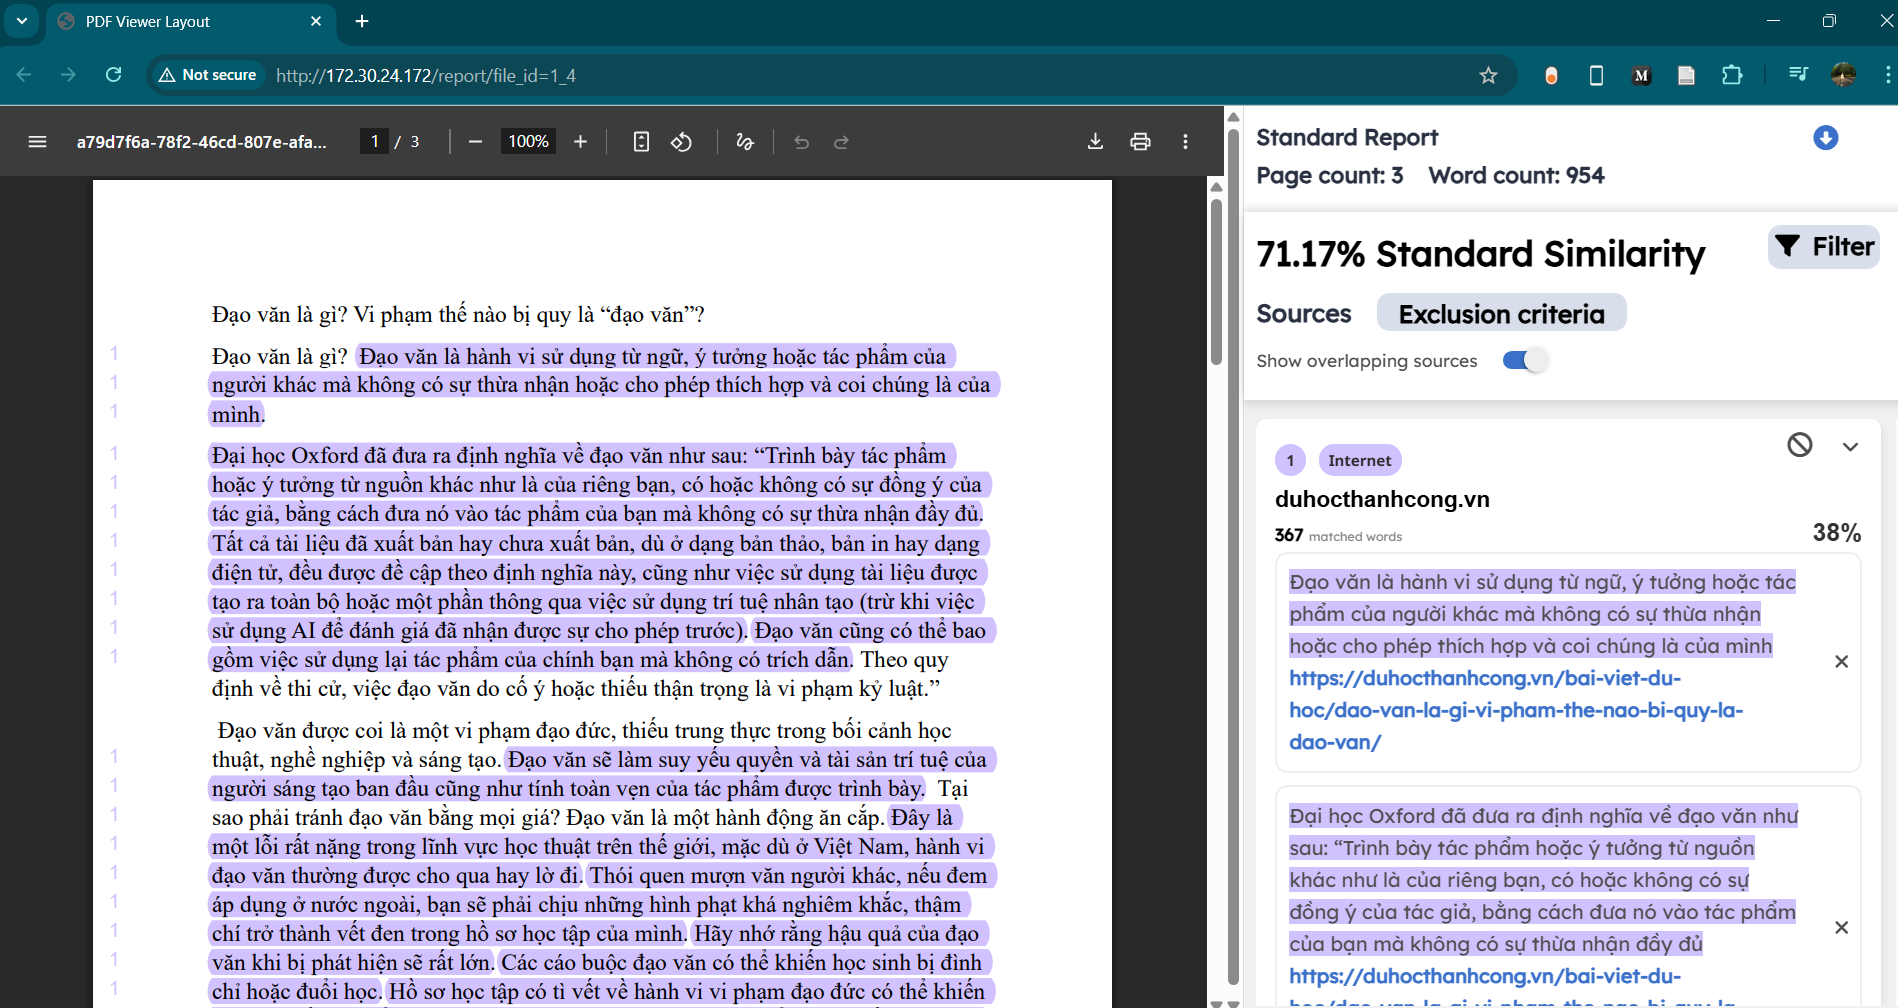 PDF Viewer Layout
Not secure
http://172.30.24.172/report/file_id=1_4
M
a79d7f6a-78f2-46cd-807e-afa...
1 / 3
100%
Đạo văn là gì? Vi phạm thế nào bị quy là “đạo văn”?
1 Đạo văn là gì? Đạo văn là hành vi sử dụng từ ngữ, ý tưởng hoặc tác phẩm của
1 người khác mà không có sự thừa nhận hoặc cho phép thích hợp và coi chúng là của
1 mình.
1 Đại học Oxford đã đưa ra định nghĩa về đạo văn như sau: “Trình bày tác phẩm
1 hoặc ý tưởng từ nguồn khác như là của riêng bạn, có hoặc không có sự đồng ý của
1 tác giả, bằng cách đưa nó vào tác phẩm của bạn mà không có sự thừa nhận đầy đủ.
1 Tất cả tài liệu đã xuất bản hay chưa xuất bản, dù ở dạng bản thảo, bản in hay dạng
1 điện tử, đều được đề cập theo định nghĩa này, cũng như việc sử dụng tài liệu được
1 tạo ra toàn bộ hoặc một phần thông qua việc sử dụng trí tuệ nhân tạo (trừ khi việc
1 sử dụng AI để đánh giá đã nhận được sự cho phép trước). Đạo văn cũng có thể bao
1 gồm việc sử dụng lại tác phẩm của chính bạn mà không có trích dẫn. Theo quy
định về thi cử, việc đạo văn do cố ý hoặc thiếu thận trọng là vi phạm kỷ luật.”
Đạo văn được coi là một vi phạm đạo đức, thiếu trung thực trong bối cảnh học
1 thuật, nghề nghiệp và sáng tạo. Đạo văn sẽ làm suy yếu quyền và tài sản trí tuệ của
1 người sáng tạo ban đầu cũng như tính toàn vẹn của tác phẩm được trình bày. Tại
1 sao phải tránh đạo văn bằng mọi giá? Đạo văn là một hành động ăn cắp. Đây là
1 một lỗi rất nặng trong lĩnh vực học thuật trên thế giới, mặc dù ở Việt Nam, hành vi
1 đạo văn thường được cho qua hay lờ đi. Thói quen mượn văn người khác, nếu đem
1 áp dụng ở nước ngoài, bạn sẽ phải chịu những hình phạt khá nghiêm khắc, thậm
1 chí trở thành vết đen trong hồ sơ học tập của mình. Hãy nhớ rằng hậu quả của đạo
1 văn khi bị phát hiện sẽ rất lớn. Các cáo buộc đạo văn có thể khiến học sinh bị đình
1 chỉ hoặc đuổi học. Hồ sơ học tập có tì vết về hành vi vi phạm đạo đức có thể khiến
Standard Report
Page count: 3 Word count: 954
71.17% Standard Similarity
Filter
Sources Exclusion criteria
Show overlapping sources
1 Internet
duhocthanhcong.vn
367 matched words 38%
Đạo văn là hành vi sử dụng từ ngữ, ý tưởng hoặc tác
phẩm của người khác mà không có sự thừa nhận
hoặc cho phép thích hợp và coi chúng là của mình
https://duhocthanhcong.vn/bai-viet-du-
hoc/dao-van-la-gi-vi-pham-the-nao-bi-quy-la-
dao-van/
Đại học Oxford đã đưa ra định nghĩa về đạo văn như
sau: “Trình bày tác phẩm hoặc ý tưởng từ nguồn
khác như là của riêng bạn, có hoặc không có sự
đồng ý của tác giả, bằng cách đưa nó vào tác phẩm
của bạn mà không có sự thừa nhận đầy đủ
https://duhocthanhcong.vn/bai-viet-du-
hoc/dao-van-la-gi-vi-pham-the-nao-bi-quy-la-